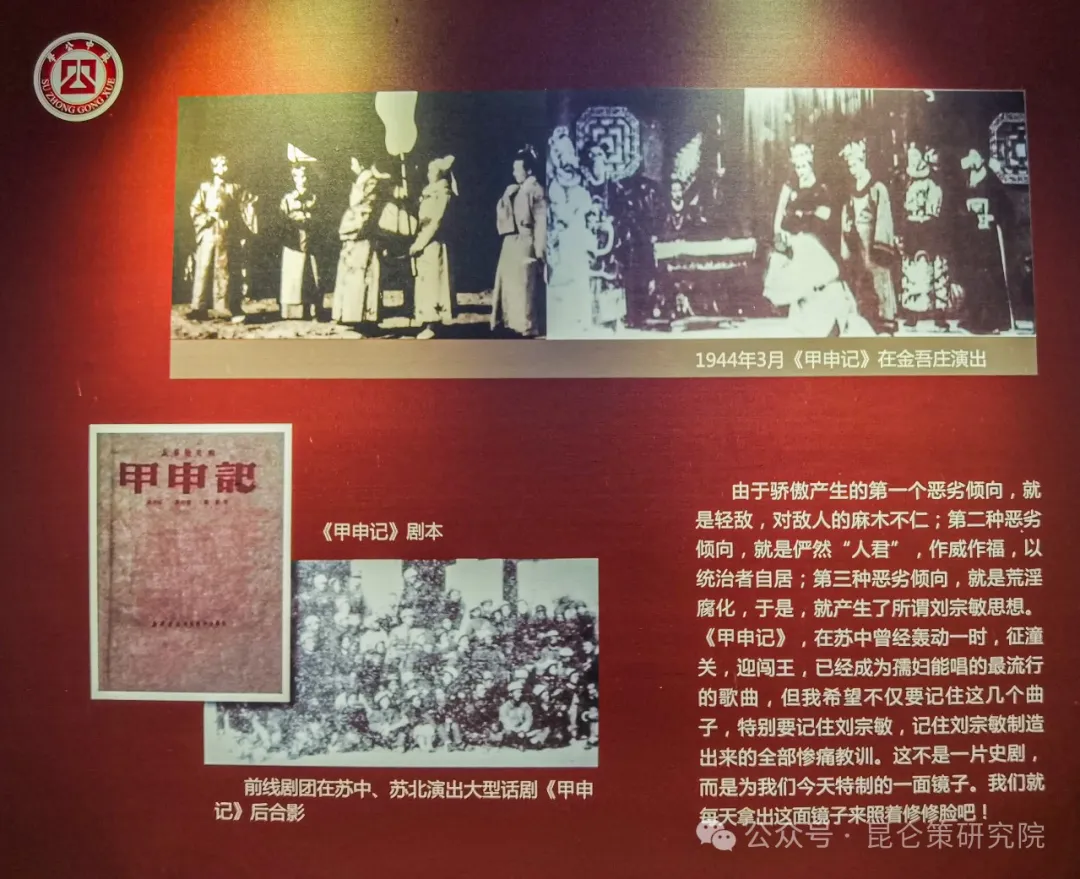 苏中公学
SU ZHONG GONG XUE
1944年3月《甲申记》在金吾庄演出
甲申記
《甲申记》剧本
前线剧团在苏中、苏北演出大型话剧《甲申
记》后合影
由于骄傲产生的第一个恶劣倾向，就
是轻敌，对敌人的麻木不仁；第二种恶劣
倾向，就是俨然“人君”，作威作福，以
统治者自居；第三种恶劣倾向，就是荒淫
腐化，于是，就产生了所谓刘宗敏思想。
《甲申记》，在苏中曾经轰动一时，征潼
关，迎闯王，已经成为孺妇能唱的最流行
的歌曲，但我希望不仅要记住这几个曲
子，特别要记住刘宗敏，记住刘宗敏制造
出来的全部惨痛教训。这不是一片史剧，
而是为我们今天特制的一面镜子。我们就
每天拿出这面镜子来照着修修脸吧！
公众号·昆仑策研究院